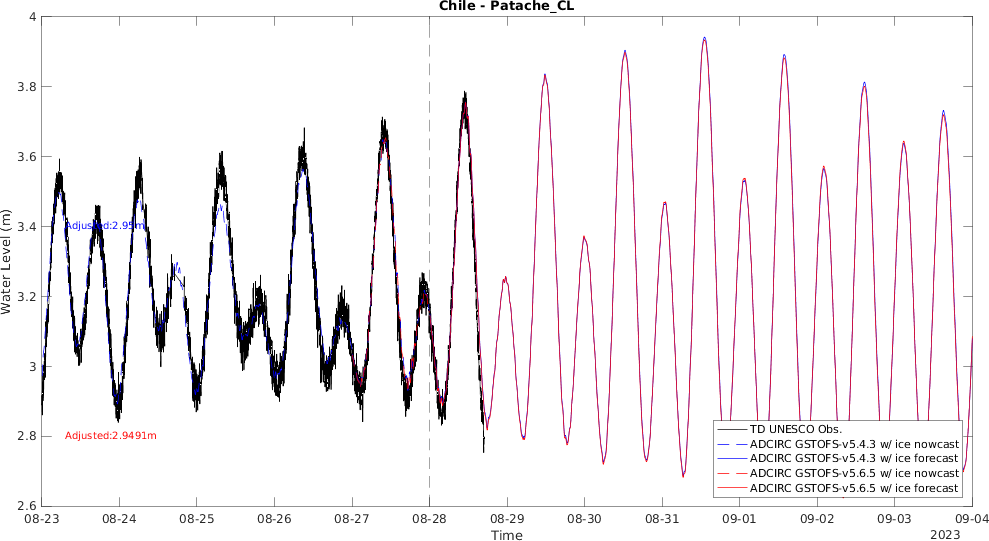 Chile - Patache_CL
4
3.8
3.6
3.4
3.2
3
2.8
2.6
Water Level (m)
Adjusted:2.95m
Adjusted:2.9491m
TD UNESCO Obs.
ADCIRC GSTOFS-v5.4.3 w/ ice nowcast
ADCIRC GSTOFS-v5.4.3 w/ ice forecast
ADCIRC GSTOFS-v5.6.5 w/ ice nowcast
ADCIRC GSTOFS-v5.6.5 w/ ice forecast
08-23 08-24 08-25 08-26 08-27 08-28 08-29 08-30 08-31 09-01 09-02 09-03 09-04
Time
2023